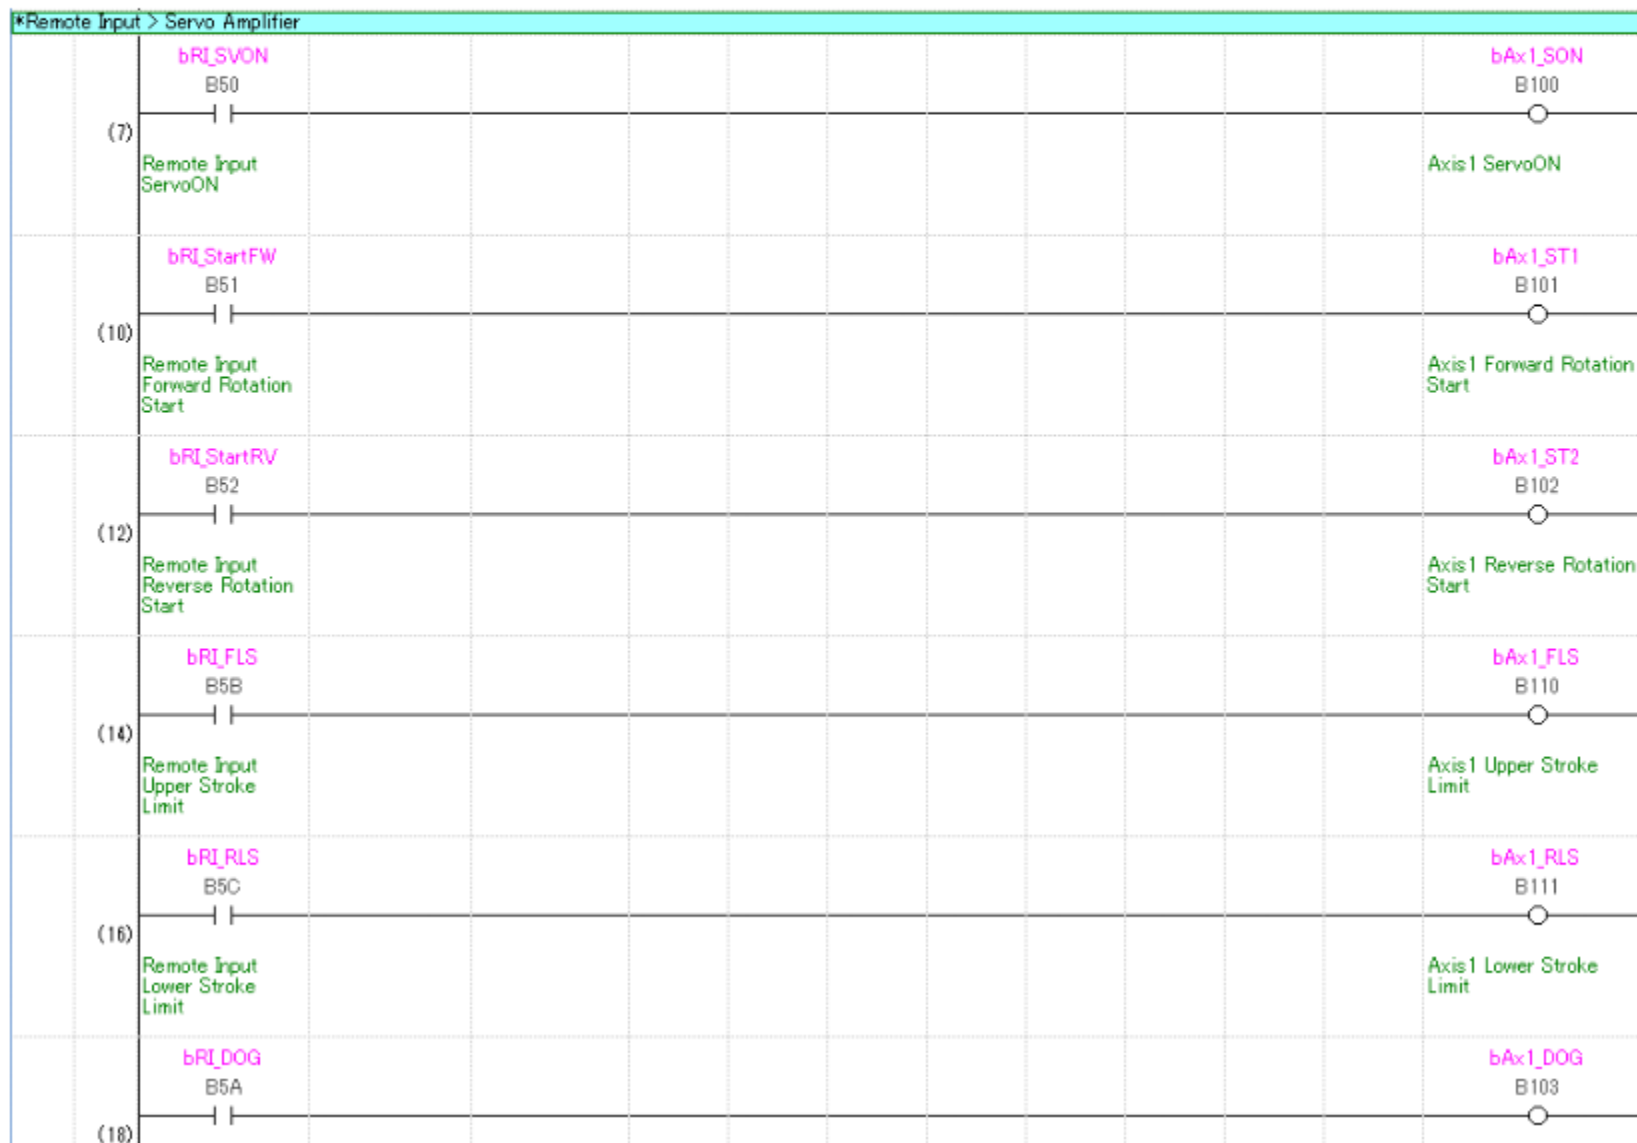 *Remote Input > Servo Amplifier
bRI_SVON
bAx1_SON
B50
B100
(7)
Remote Input
ServoON
Axis1 ServoON
bRI_StartFW
bAx1_ST1
B51
B101
(10)
Remote Input
Forward Rotation
Start
Axis1 Forward Rotation
Start
bRI_StartRV
bAx1_ST2
B52
B102
(12)
Remote Input
Reverse Rotation
Start
Axis1 Reverse Rotation
Start
bRI_FLS
bAx1_FLS
B5B
B110
(14)
Remote Input
Upper Stroke
Limit
Axis1 Upper Stroke
Limit
bRI_RLS
bAx1_RLS
B5C
B111
(16)
Remote Input
Lower Stroke
Limit
Axis1 Lower Stroke
Limit
bRI_DOG
bAx1_DOG
B5A
B103
(18)